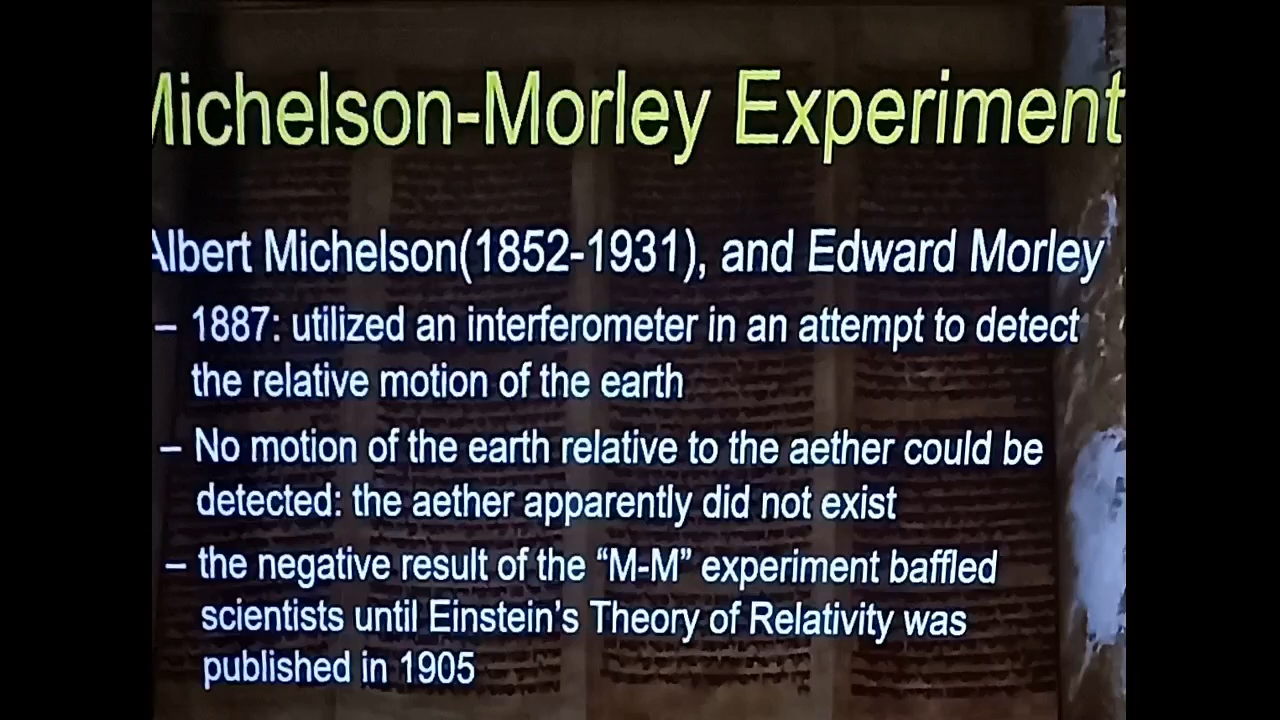 Michelson-Morley Experiment
Albert Michelson(1852-1931), and Edward Morley
– 1887: utilized an interferometer in an attempt to detect
the relative motion of the earth
– No motion of the earth relative to the aether could be
detected: the aether apparently did not exist
– the negative result of the “M-M” experiment baffled
scientists until Einstein’s Theory of Relativity was
published in 1905